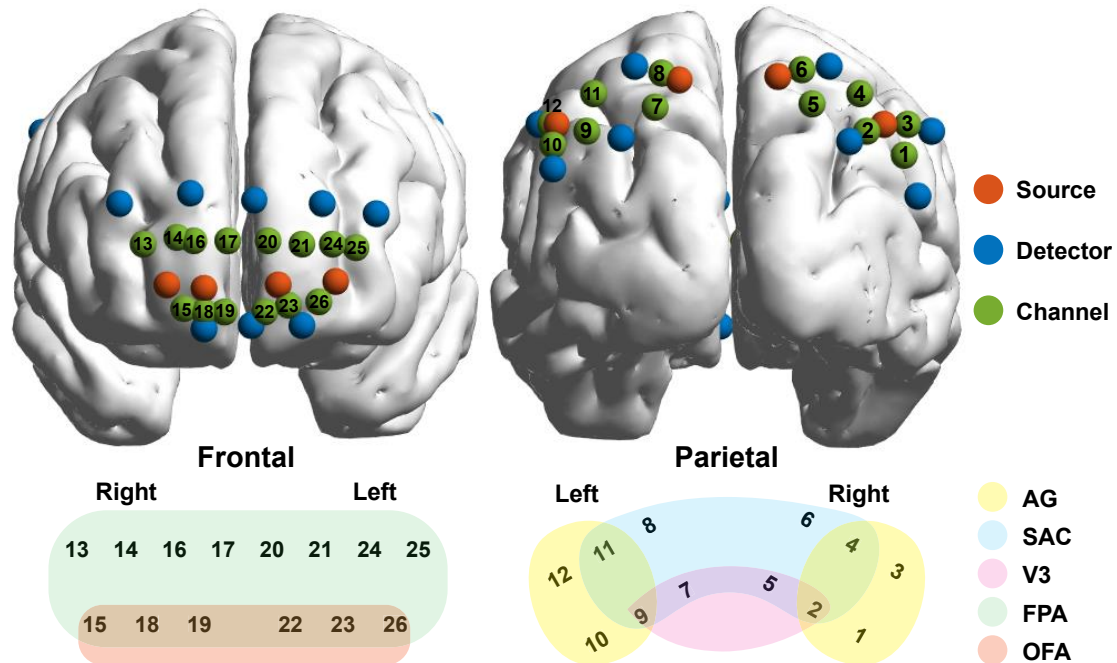 8
6
11
4
7
5
12
9
2
3
10
1
13
14
16
17
20
21
24
25
15
18
19
22
23
26
Source
Detector
Channel
Frontal
Parietal
Right
Left
13 14 16 17 20 21 24 25
15 18 19 22 23 26
Left
Right
8
6
11
4
12
3
7
5
9
2
10
1
AG
SAC
V3
FPA
OFA